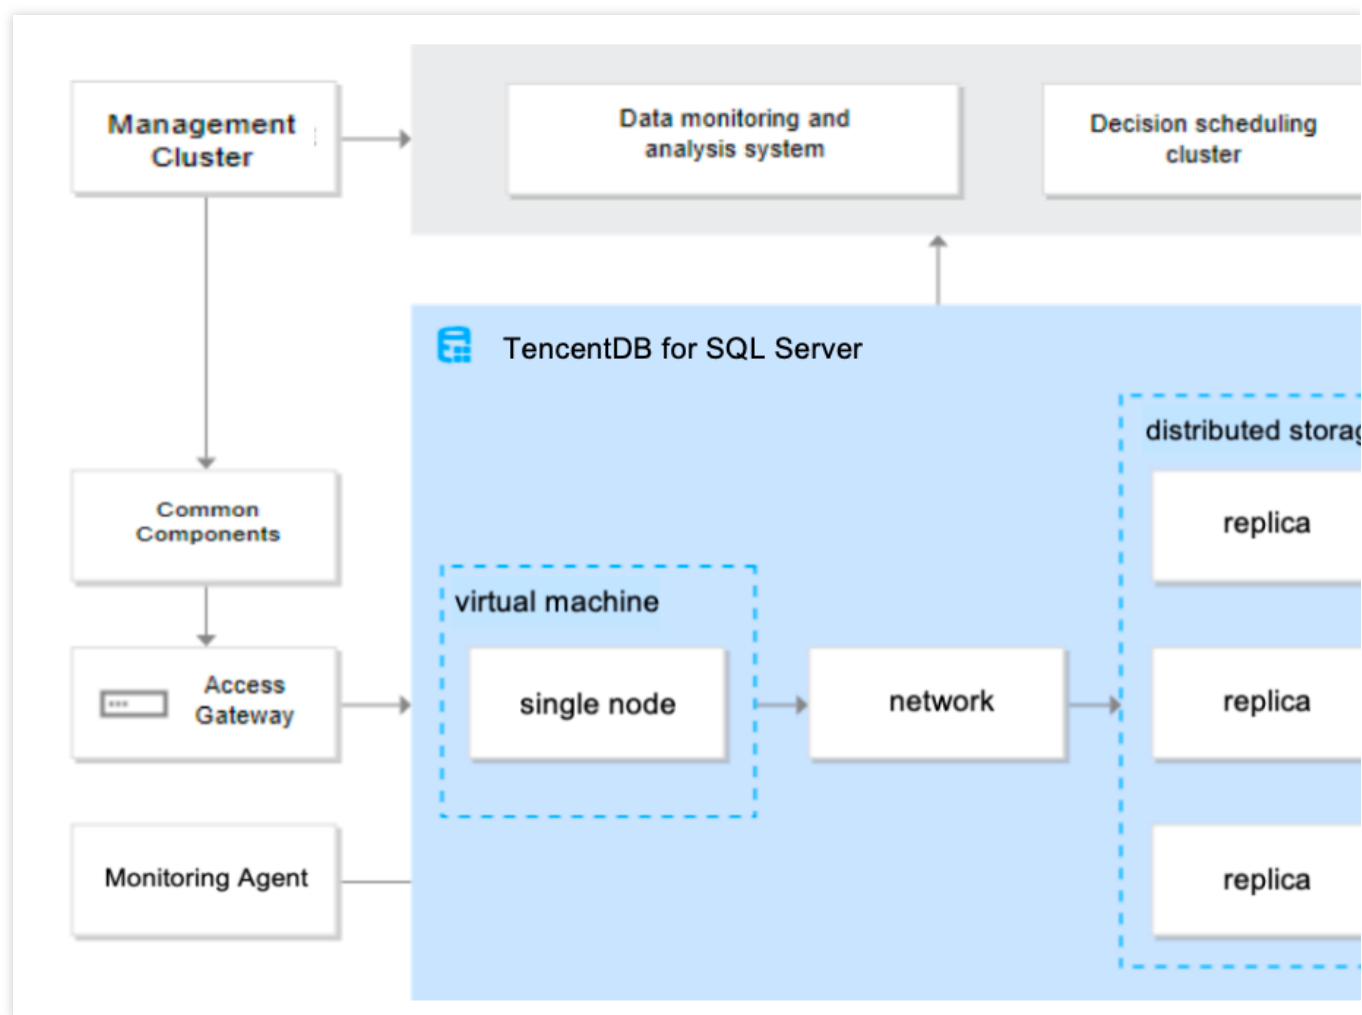 Management
Cluster
Data monitoring and
analysis system
Decision scheduling
cluster
TencentDB for SQL Server
distributed storag
replica
Common
Components
virtual machine
single node
network
replica
Access
Gateway
Monitoring Agent
replica